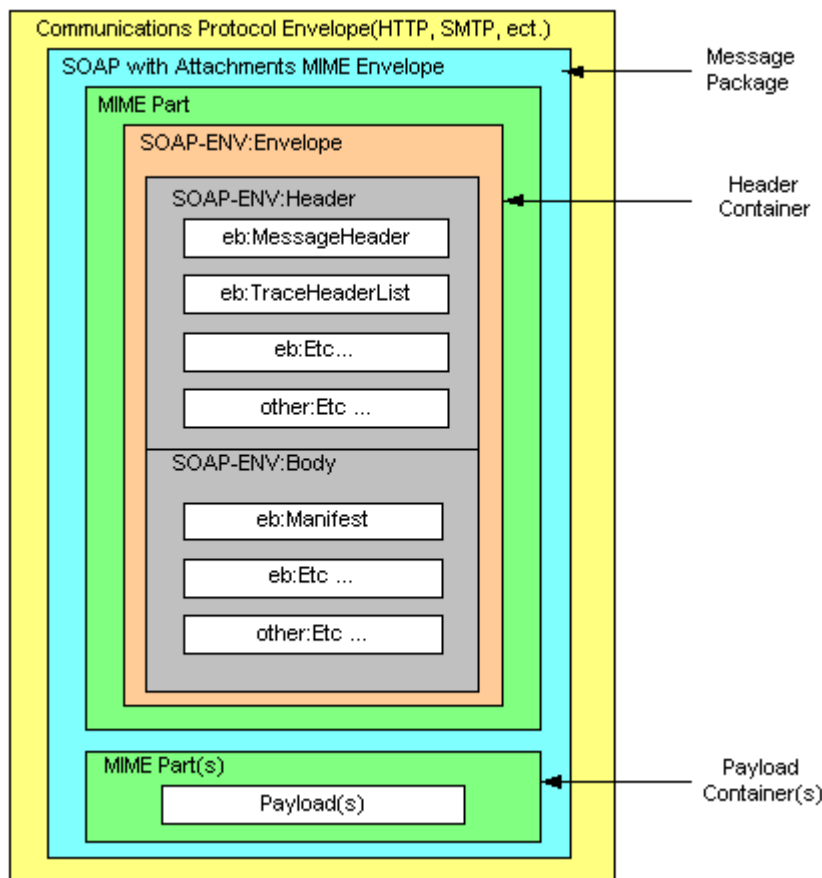 Communications Protocol Envelope(HTTP, SMTP, ect.)
SOAP with Attachments MIME Envelope
Message
Package
MIME Part
SOAP-ENV:Envelope
SOAP-ENV:Header
Header
Container
eb:MessageHeader
eb:TraceHeaderList
eb:Etc...
other:Etc ...
SOAP-ENV:Body
eb:Manifest
eb:Etc ...
other:Etc ...
MIME Part(s)
Payload(s)
Payload
Container(s)